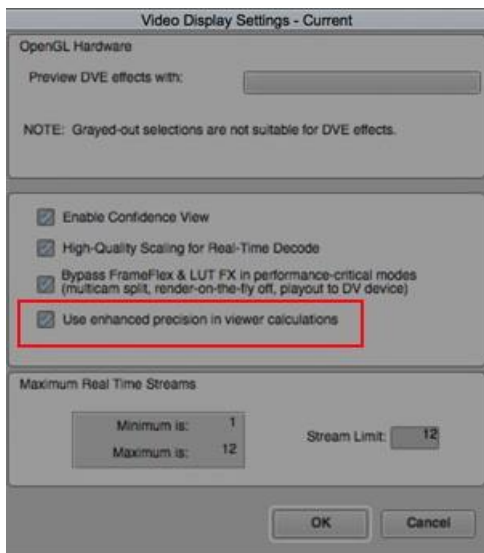 Video Display Settings - Current
OpenGL Hardware
Preview DVE effects with:
NOTE: Grayed-out selections are not suitable for DVE effects.
Enable Confidence View
High-Quality Scaling for Real-Time Decode
Bypass FrameFlex & LUT FX in performance-critical modes
(multicam split, render-on-the-fly off, playout to DV device)
Use enhanced precision in viewer calculations
Maximum Real Time Streams
Minimum is: 1
Maximum is: 12
Stream Limit: 12
OK Cancel